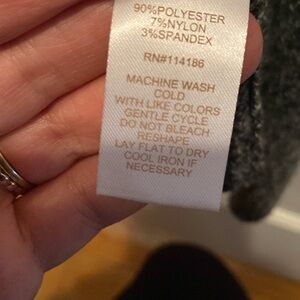 90%POLYESTER
7%NYLON
3%SPANDEX
RN#114186
MACHINE WASH
COLD
WITH LIKE COLORS
GENTLE CYCLE
DO NOT BLEACH
RESHAPE
LAY FLAT TO DRY
COOL IRON IF
NECESSARY